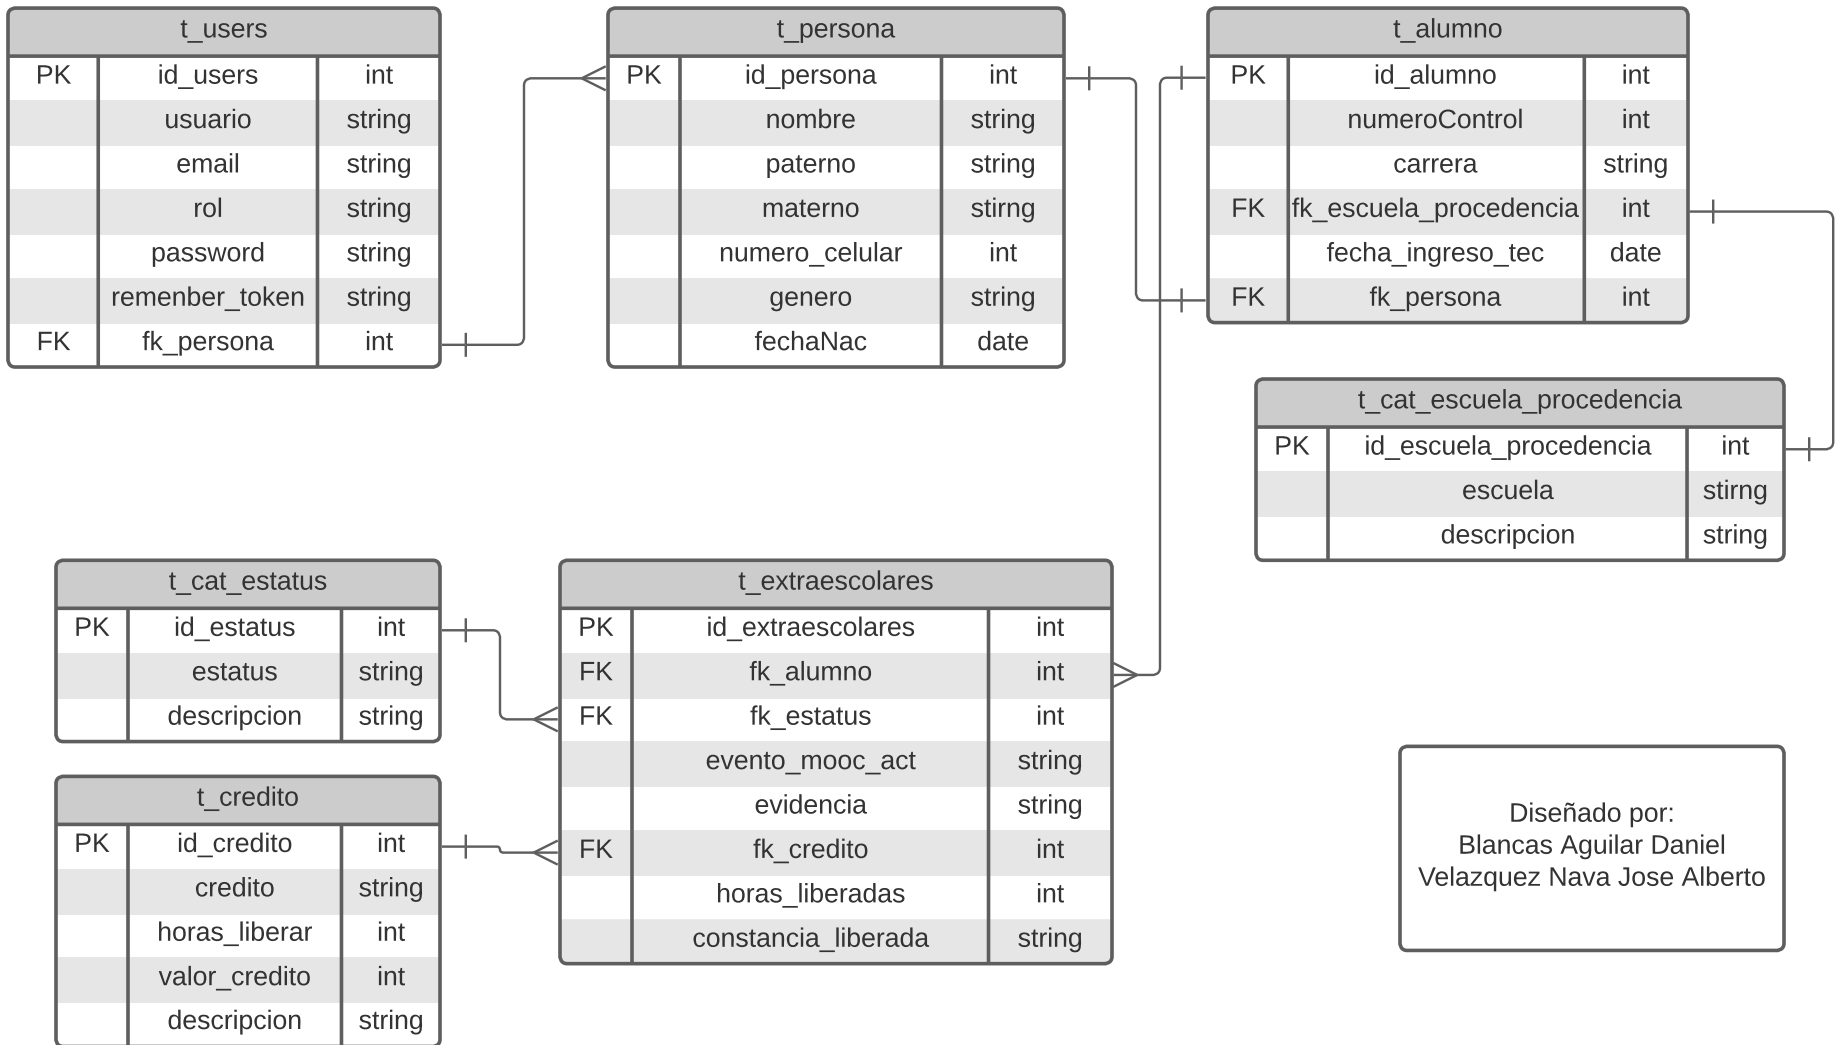 t_users
PK id_users int
usuario string
email string
rol string
password string
remenber_token string
FK fk_persona int
t_persona
PK id_persona int
nombre string
paterno string
materno stirng
numero_celular int
genero string
fechaNac date
t_alumno
PK id_alumno int
numeroControl int
carrera string
FK fk_escuela_procedencia int
fecha_ingreso_tec date
FK fk_persona int
t_cat_escuela_procedencia
PK id_escuela_procedencia int
escuela stirng
descripcion string
t_cat_estatus
PK id_estatus int
estatus string
descripcion string
t_credito
PK id_credito int
credito string
horas_liberar int
valor_credito int
descripcion string
t_extraescolares
PK id_extraescolares int
FK fk_alumno int
FK fk_estatus int
evento_mooc_act string
evidencia string
FK fk_credito int
horas_liberadas int
constancia_liberada string
Diseñado por:
Blancas Aguilar Daniel
Velazquez Nava Jose Alberto